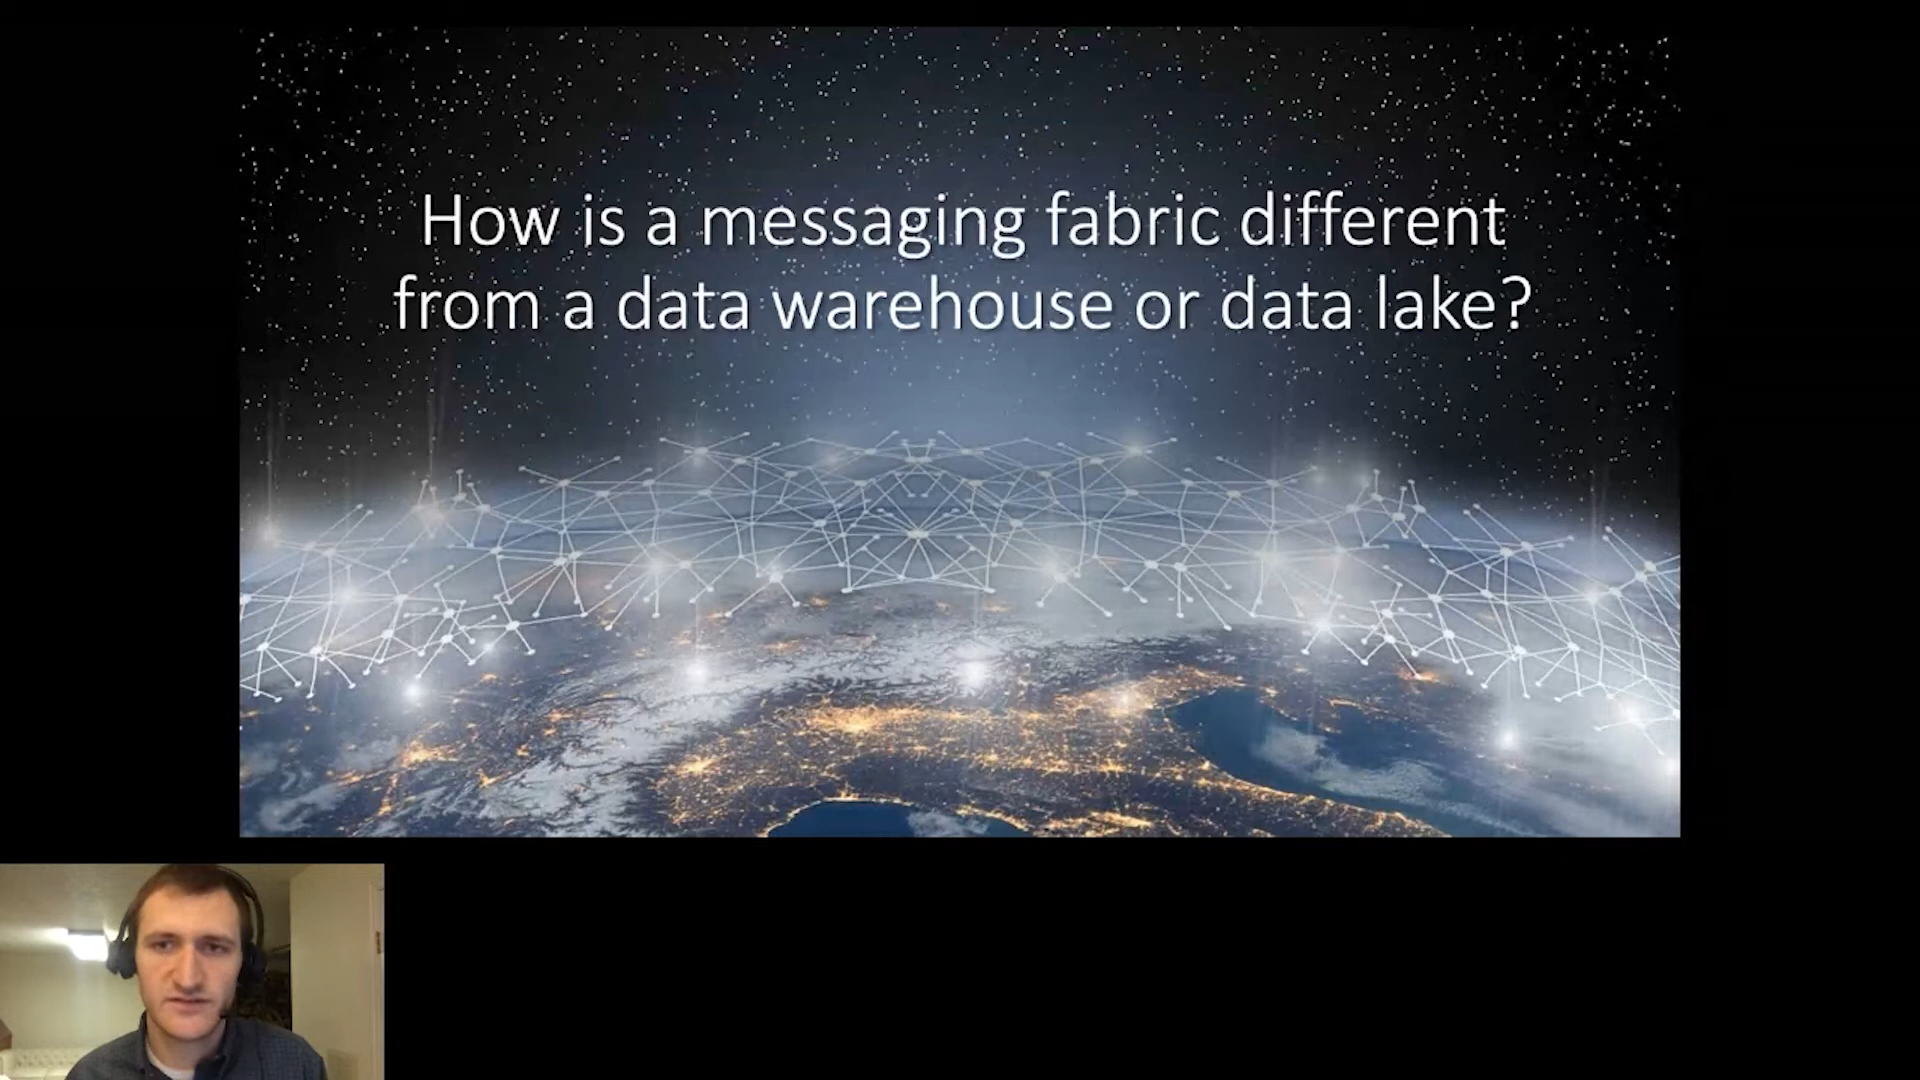 How is a messaging fabric different
from a data warehouse or data lake?